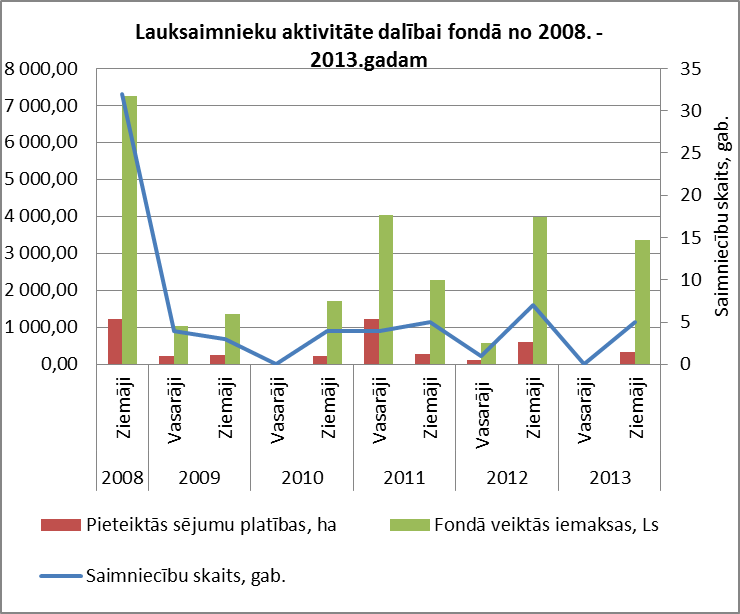 Lauksaimnieku aktivitāte dalībai fondā no 2008. -
2013.gadam
8 000,00
7 000,00
6 000,00
5 000,00
4 000,00
3 000,00
2 000,00
1 000,00
0,00
35
30
25
20
15
10
5
0
Saimniecību skaits, gab.
Ziemāji
Vasarāji
Ziemāji
Vasarāji
Ziemāji
Vasarāji
Ziemāji
Vasarāji
Ziemāji
Vasarāji
Ziemāji
2008 2009 2010 2011 2012 2013
Pieteiktās sējumu platības, ha
Fondā veiktās iemaksas, Ls
Saimniecību skaits, gab.